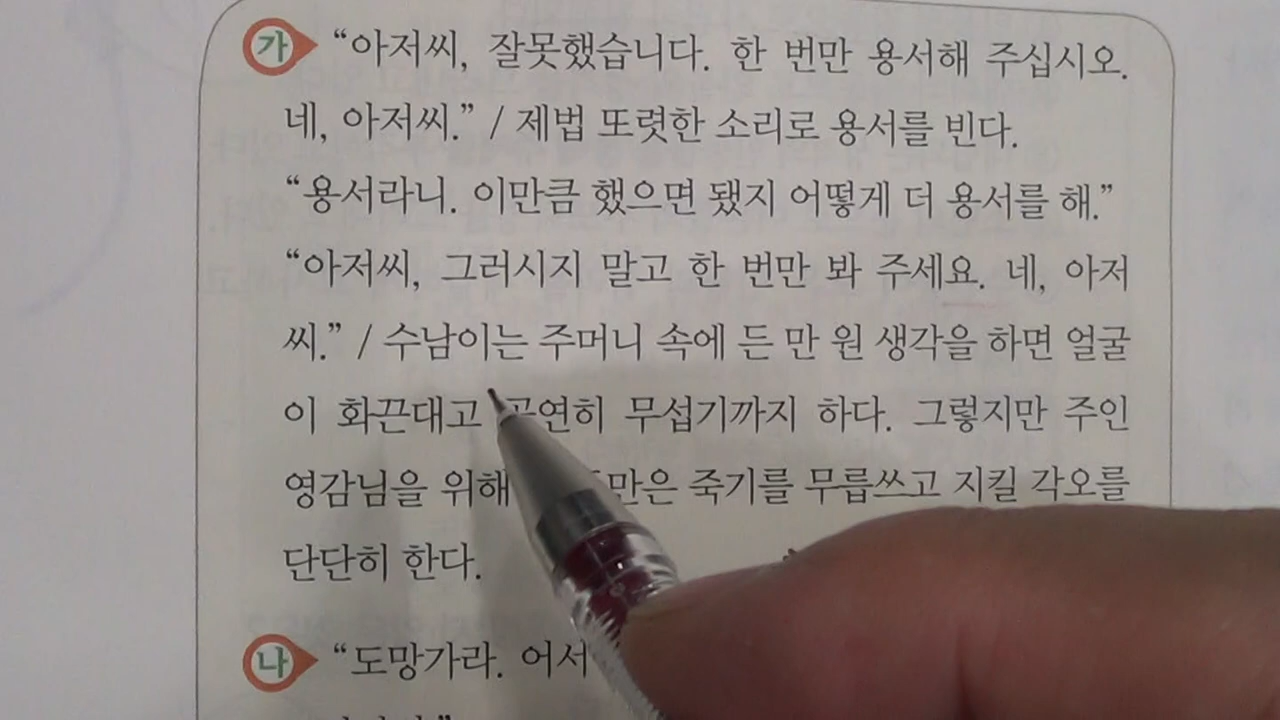 가 “아저씨, 잘못했습니다. 한 번만 용서해 주십시오.
네, 아저씨.” / 제법 또렷한 소리로 용서를 빈다.
“용서라니. 이만큼 했으면 됐지 어떻게 더 용서를 해.”
“아저씨, 그러시지 말고 한 번만 봐 주세요. 네, 아저
씨.” / 수남이는 주머니 속에 든 만 원 생각을 하면 얼굴
이 화끈대고 공연히 무섭기까지 하다. 그렇지만 주인
영감님을 위해 만은 죽기를 무릅쓰고 지킬 각오를
단단히 한다.
나 “도망가라. 어서